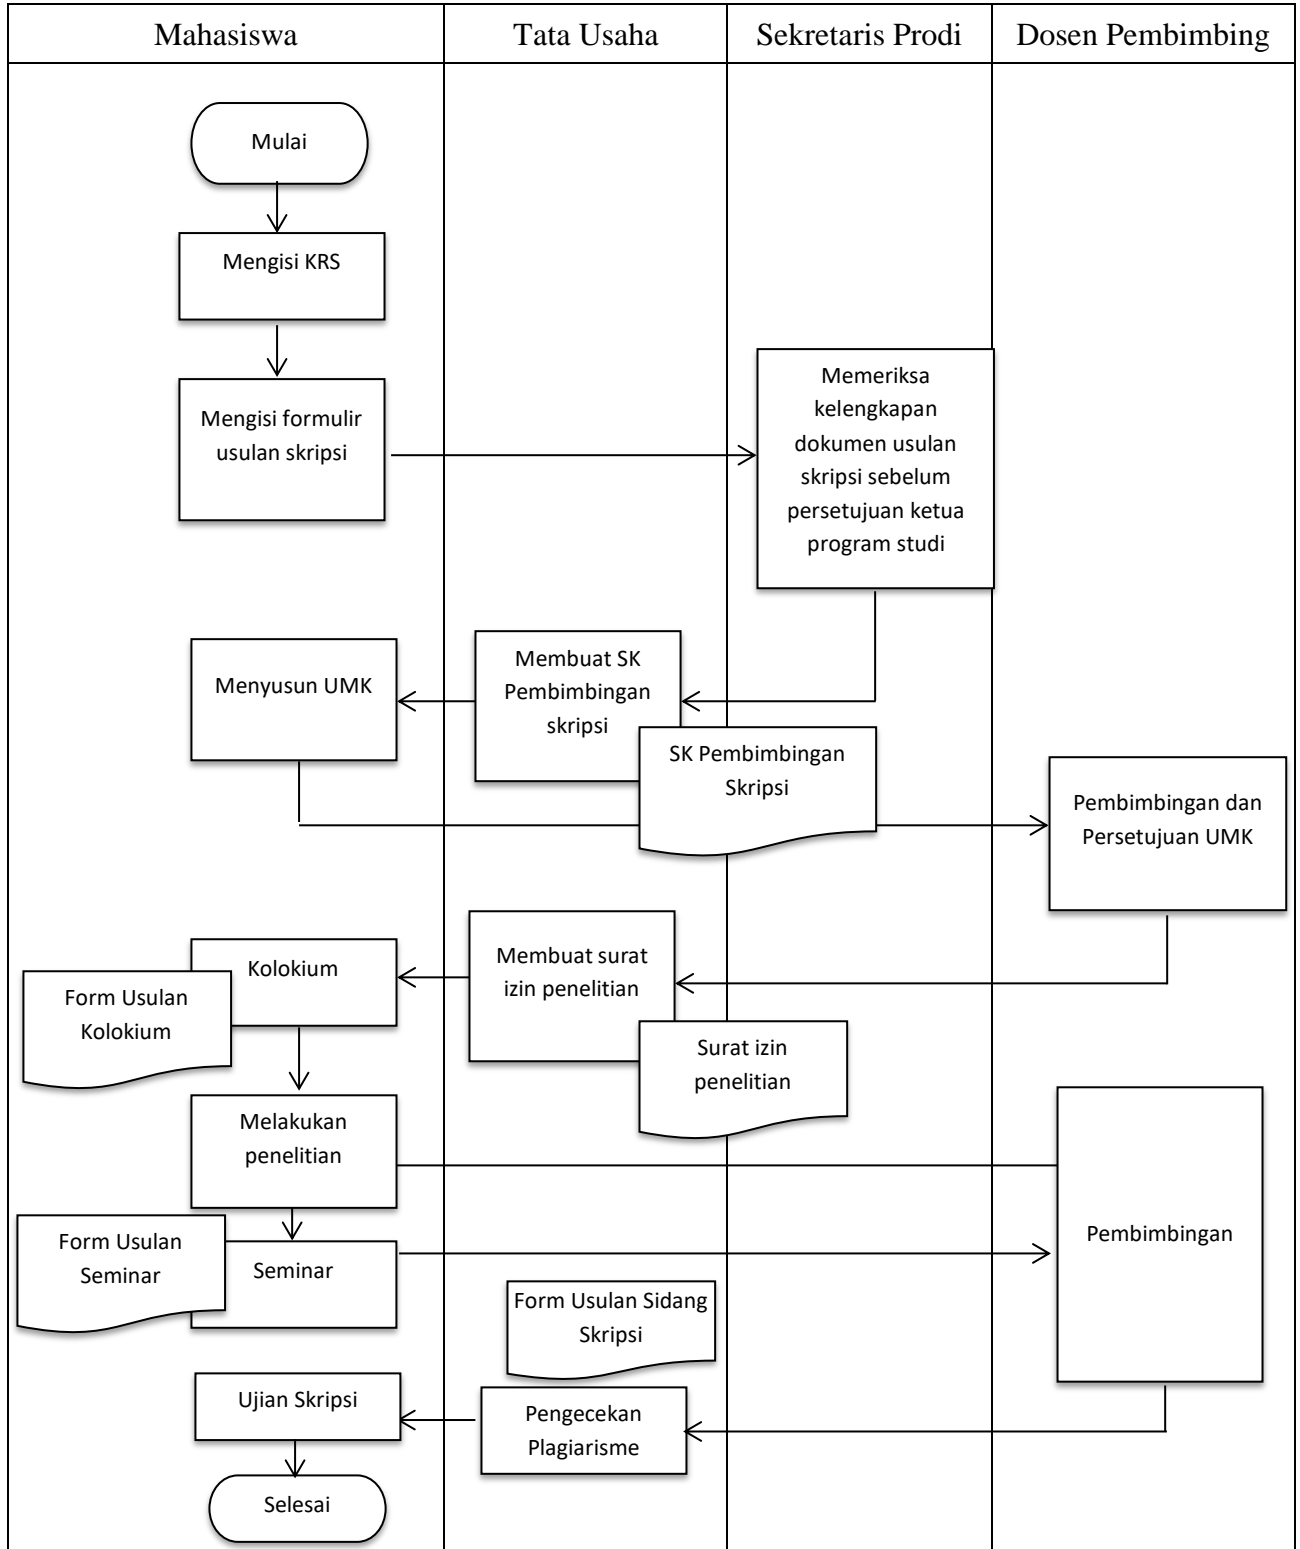 Mahasiswa
Tata Usaha
Sekretaris Prodi
Dosen Pembimbing
Mulai
Mengisi KRS
Mengisi formulir
usulan skripsi
Memeriksa
kelengkapan
dokumen usulan
skripsi sebelum
persetujuan ketua
program studi
Membuat SK
Pembimbingan
skripsi
Menyusun UMK
SK Pembimbingan
Skripsi
Pembimbingan dan
Persetujuan UMK
Membuat surat
izin penelitian
Surat izin
penelitian
Kolokium
Form Usulan
Kolokium
Melakukan
penelitian
Form Usulan
Seminar
Seminar
Pembimbingan
Form Usulan Sidang
Skripsi
Pengecekan
Plagiarisme
Ujian Skripsi
Selesai